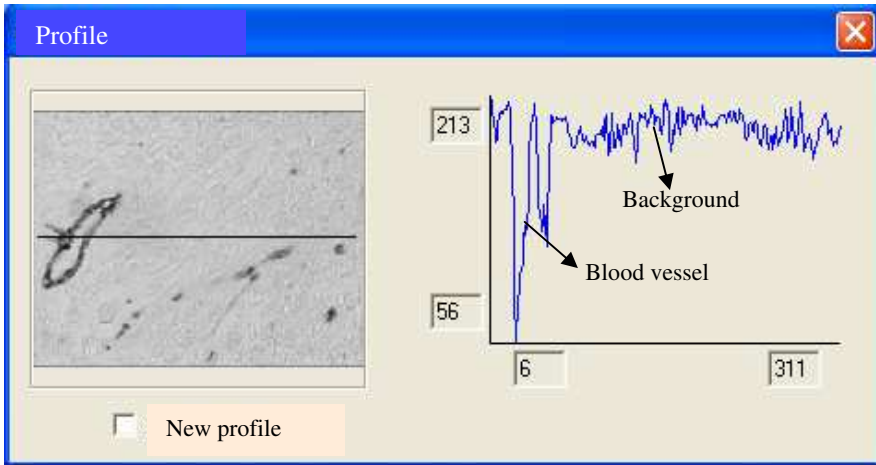 Profile
213
Background
Blood vessel
56
6
311
New profile